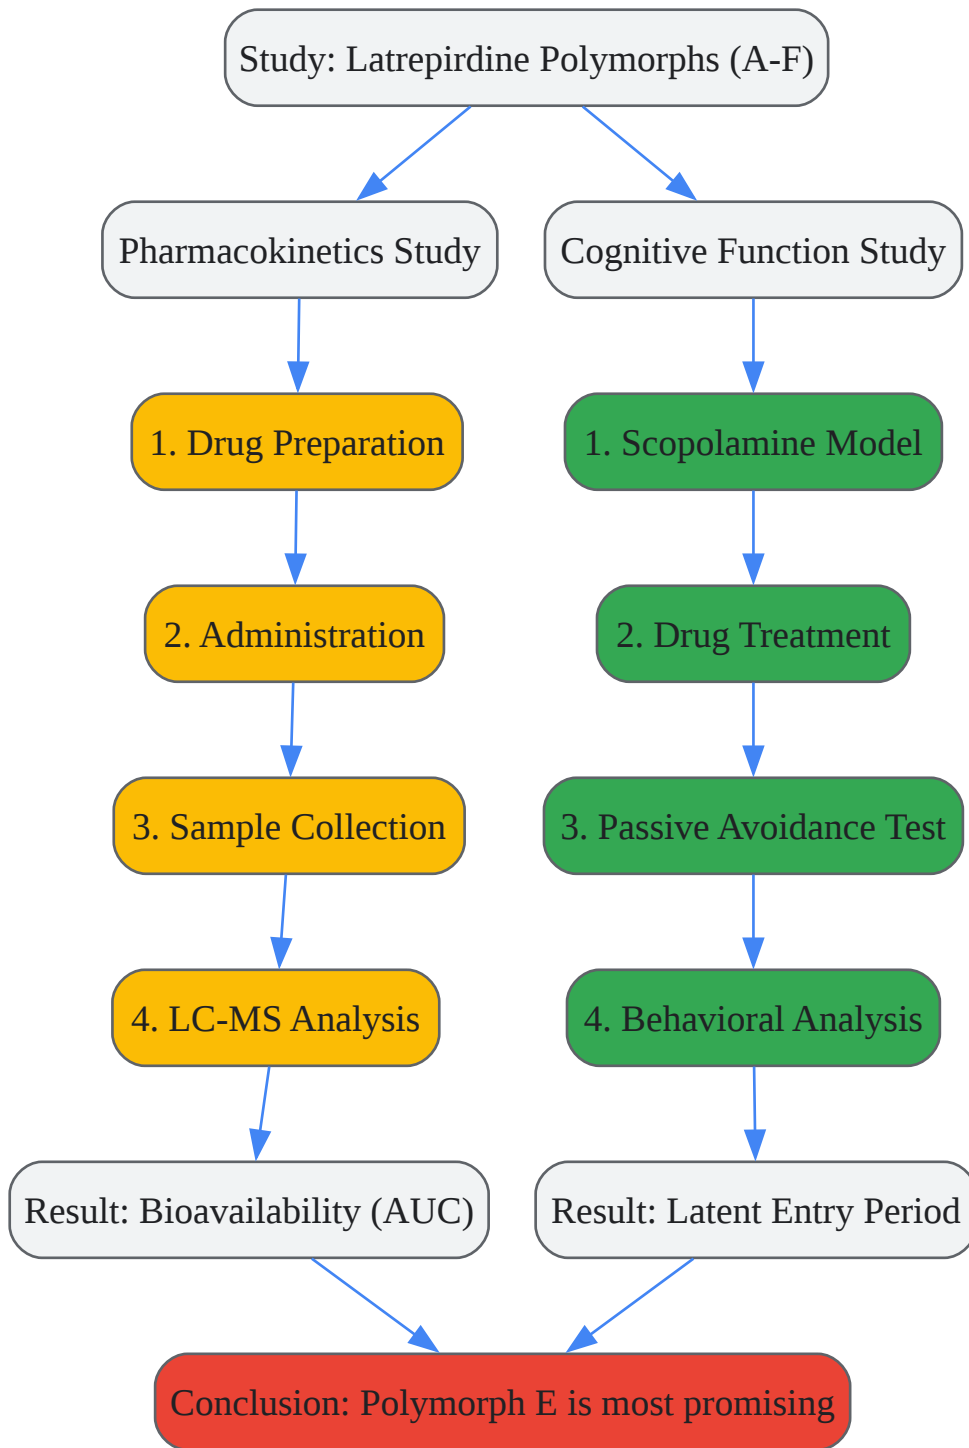 Study: Latrepirdine Polymorphs (A-F)
Pharmacokinetics Study
Cognitive Function Study
1. Drug Preparation
1. Scopolamine Model
2. Administration
2. Drug Treatment
3. Sample Collection
3. Passive Avoidance Test
4. LC-MS Analysis
4. Behavioral Analysis
Result: Bioavailability (AUC)
Result: Latent Entry Period
Conclusion: Polymorph E is most promising